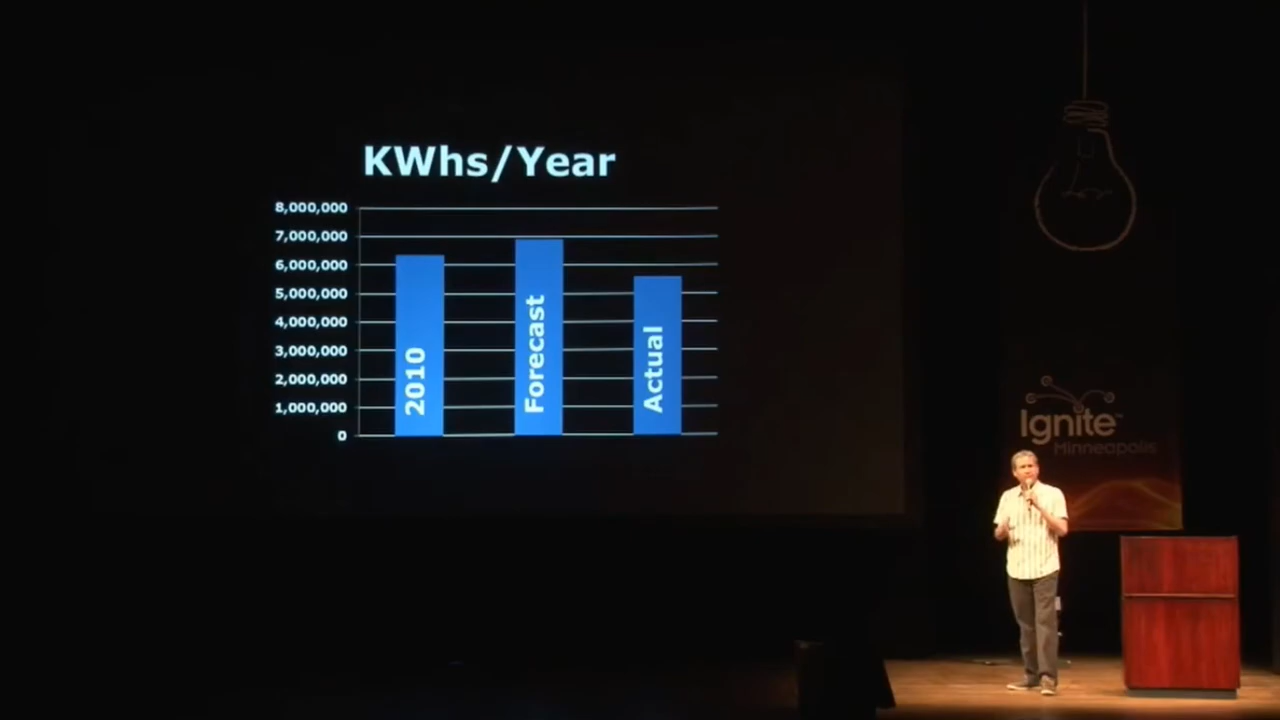 KWhs/Year
8,000,000
7,000,000
6,000,000
5,000,000
4,000,000
3,000,000
2,000,000
1,000,000
0
2010
Forecast
Actual
Ignite™
Minneapolis